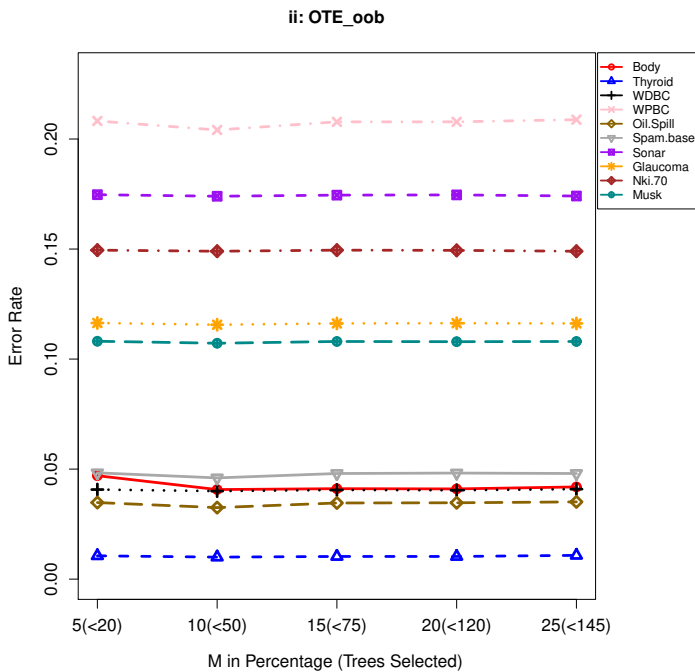 ii: OTE_oob
Body
Thyroid
WDBC
WPBC
Oil.Spill
Spam.base
Sonar
Glaucoma
Nki.70
Musk
Error Rate
0.20
0.15
0.10
0.05
0.00
5(<20) 10(<50) 15(<75) 20(<120) 25(<145)
M in Percentage (Trees Selected)